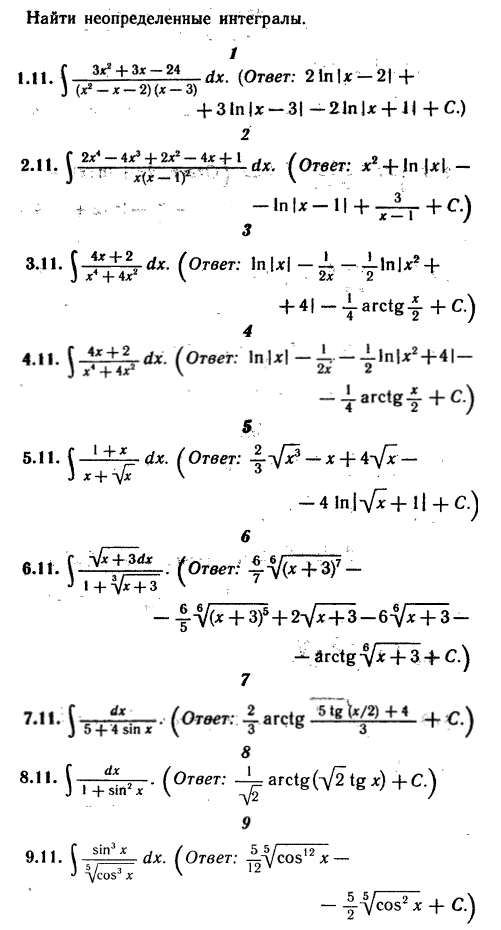 Найти неопределенные интегралы.
1
1.11. ∫ (3x² + 3x − 24)/((x² − x − 2)(x − 3)) dx. (Ответ: 2 ln|x − 2| +
+ 3 ln|x − 3| − 2 ln|x + 1| + C.)
2
2.11. ∫ (2x⁴ − 4x³ + 2x² − 4x + 1)/(x(x − 1)²) dx. (Ответ: x² + ln|x| −
− ln|x − 1| + 3/(x − 1) + C.)
3
3.11. ∫ (4x + 2)/(x⁴ + 4x²) dx. (Ответ: ln|x| − 1/(2x) − 1/2 ln|x² +
+ 4| − 1/4 arctg x/2 + C.)
4
4.11. ∫ (4x + 2)/(x⁴ + 4x²) dx. (Ответ: ln|x| − 1/(2x) − 1/2 ln|x² + 4| −
− 1/4 arctg x/2 + C.)
5
5.11. ∫ (1 + x)/(x + √x) dx. (Ответ: 2/3 √x³ − x + 4√x −
− 4 ln|√x + 1| + C.)
6
6.11. ∫ √(x + 3)dx/(1 + ∛(x + 3)). (Ответ: 6/7 ⁶√(x + 3)⁷ −
− 6/5 ⁶√(x + 3)⁵ + 2√(x + 3) − 6 ⁶√(x + 3) −
− arctg ⁶√(x + 3) + C.)
7
7.11. ∫ dx/(5 + 4 sin x). (Ответ: 2/3 arctg (5 tg (x/2) + 4)/3 + C.)
8
8.11. ∫ dx/(1 + sin² x). (Ответ: 1/√2 arctg(√2 tg x) + C.)
9
9.11. ∫ sin³ x/⁵√(cos³ x) dx. (Ответ: 5/12 ⁵√(cos¹² x) −
− 5/2 ⁵√(cos² x) + C.)